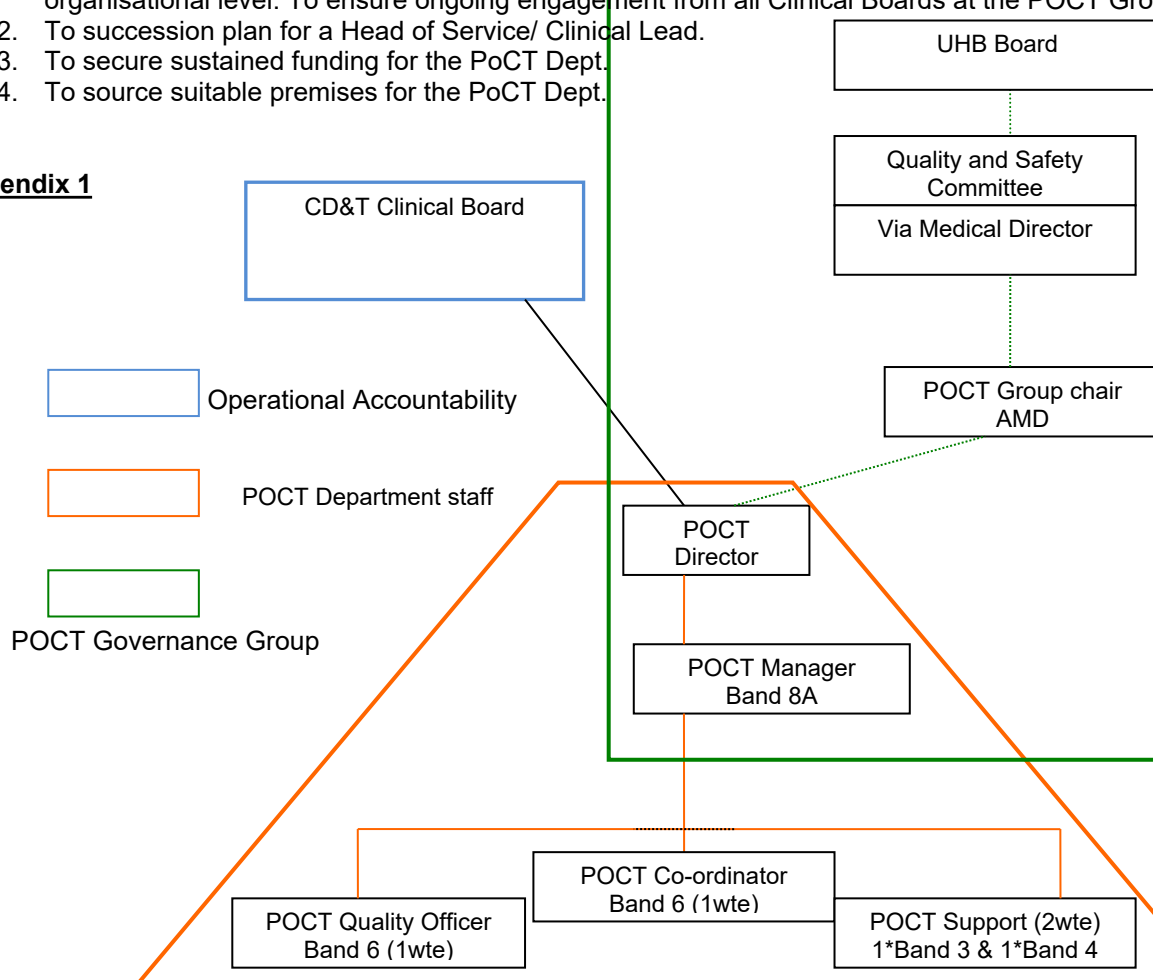 organisational level. To ensure ongoing engagement from all Clinical Boards at the POCT Gro
2. To succession plan for a Head of Service/ Clinical Lead.
3. To secure sustained funding for the PoCT Dept.
4. To source suitable premises for the PoCT Dept.
endix 1
UHB Board
Quality and Safety
Committee
Via Medical Director
CD&T Clinical Board
POCT Group chair
AMD
Operational Accountability
POCT Department staff
POCT Governance Group
POCT
Director
POCT Manager
Band 8A
POCT Co-ordinator
Band 6 (1wte)
POCT Quality Officer
Band 6 (1wte)
POCT Support (2wte)
1*Band 3 & 1*Band 4